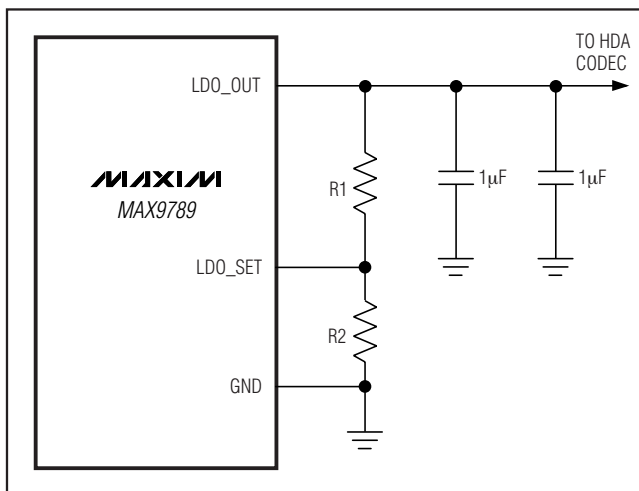 TO HDA
CODEC
LDO_OUT
R1
1µF
1µF
MAXIM
MAX9789
LDO_SET
R2
GND